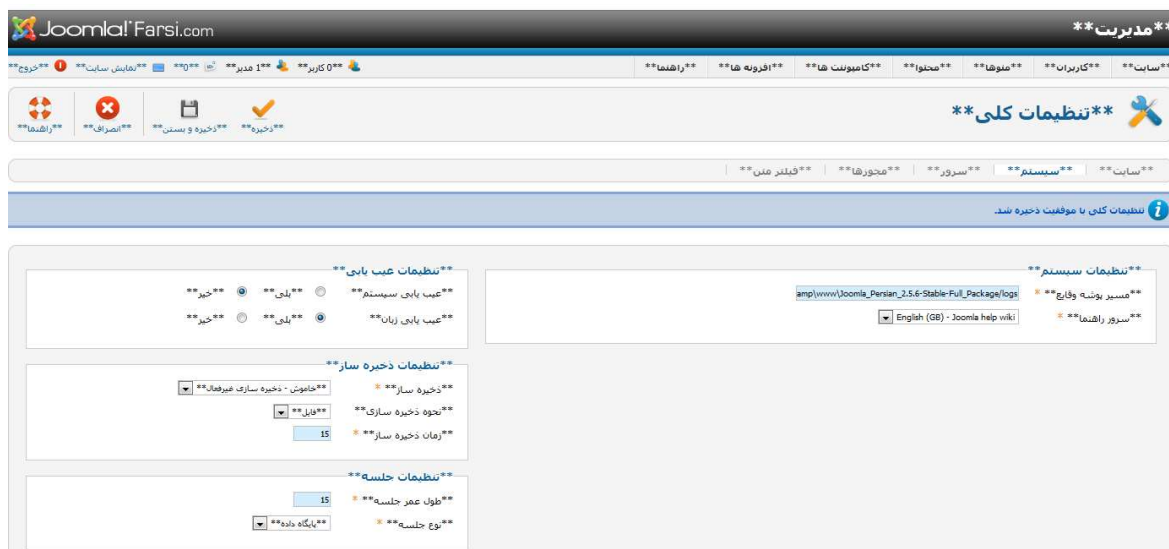 Joomla!® Farsi.com
**مدیریت**
**سایت** **کاربران** **منوها** **محتوا** **کامپوننت ها** **افزونه ها** **راهنما**
**0 کاربر** **1 مدیر** **0** **نمایش سایت** **خروج**
**تنظیمات کلی**
**ذخیره** **ذخیره و بستن** **انصراف** **راهنما**
**سایت** **سیستم** **سرور** **مجوزها** **فیلتر متن**
تنظیمات کلی با موفقیت ذخیره شد.
**تنظیمات سیستم**
**مسیر پوشه وقایع** * amp\www\Joomla_Persian_2.5.6-Stable-Full_Package/logs
**سرور راهنما** * English (GB) - Joomla help wiki
**تنظیمات عیب یابی**
**عیب یابی سیستم** **بلی** **خیر**
**عیب یابی زبان** **بلی** **خیر**
**تنظیمات ذخیره ساز**
**ذخیره ساز** * **خاموش - ذخیره سازی غیرفعال**
**نحوه ذخیره سازی** **فایل**
**زمان ذخیره ساز** * 15
**تنظیمات جلسه**
**طول عمر جلسه** * 15
**نوع جلسه** * **پایگاه داده**